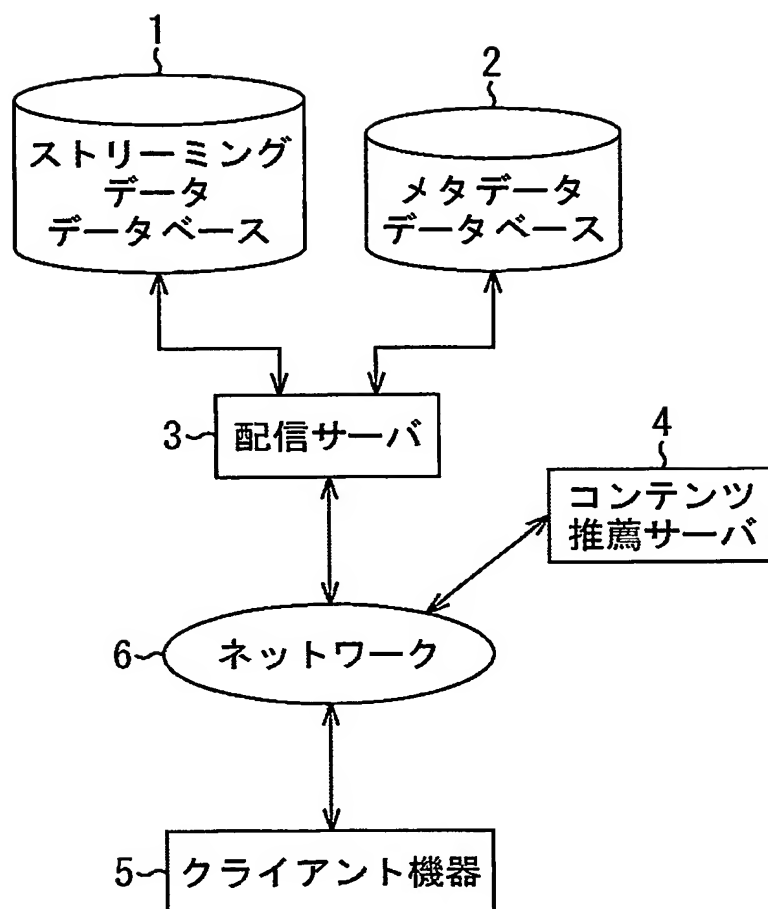 1
ストリーミング
データ
データベース
2
メタデータ
データベース
3
配信サーバ
4
コンテンツ
推薦サーバ
6
ネットワーク
5
クライアント機器